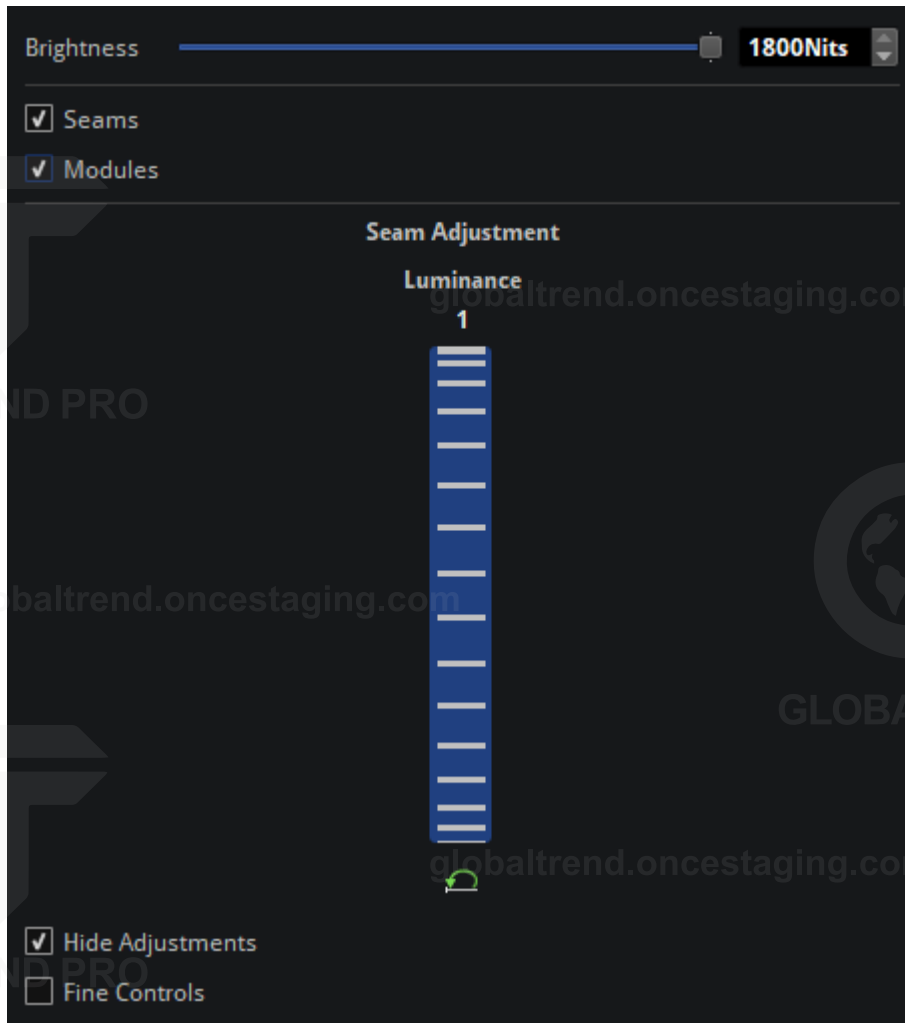 Brightness 1800Nits
Seams
Modules
Seam Adjustment
Luminance
globaltrend.oncestaging.co
1
ND PRO
baltrend.oncestaging.com
GLOBA
globaltrend.oncestaging.co
Hide Adjustments
ND PRO
Fine Controls